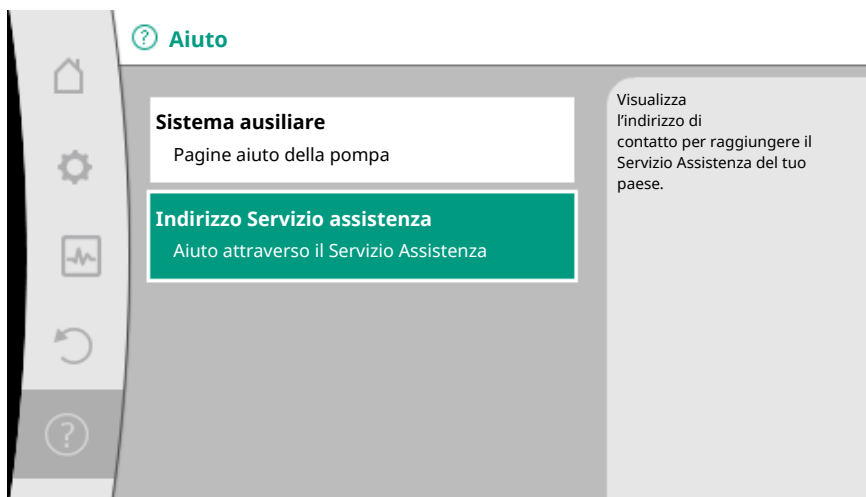 Aiuto
Sistema ausiliare
Pagine aiuto della pompa
Indirizzo Servizio assistenza
Aiuto attraverso il Servizio Assistenza
Visualizza
l'indirizzo di
contatto per raggiungere il
Servizio Assistenza del tuo
paese.